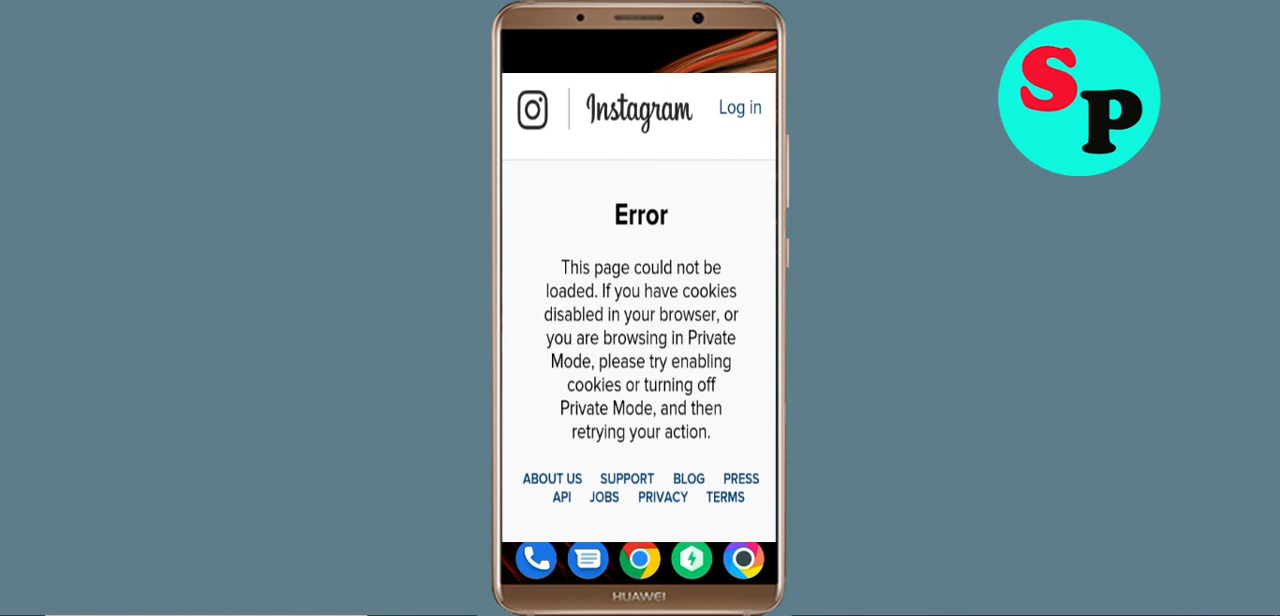 Instagram
Log in
SP
Error
This page could not be
loaded. If you have cookies
disabled in your browser, or
you are browsing in Private
Mode, please try enabling
cookies or turning off
Private Mode, and then
retrying your action.
ABOUT US SUPPORT BLOG PRESS
API JOBS PRIVACY TERMS
HUAWEI